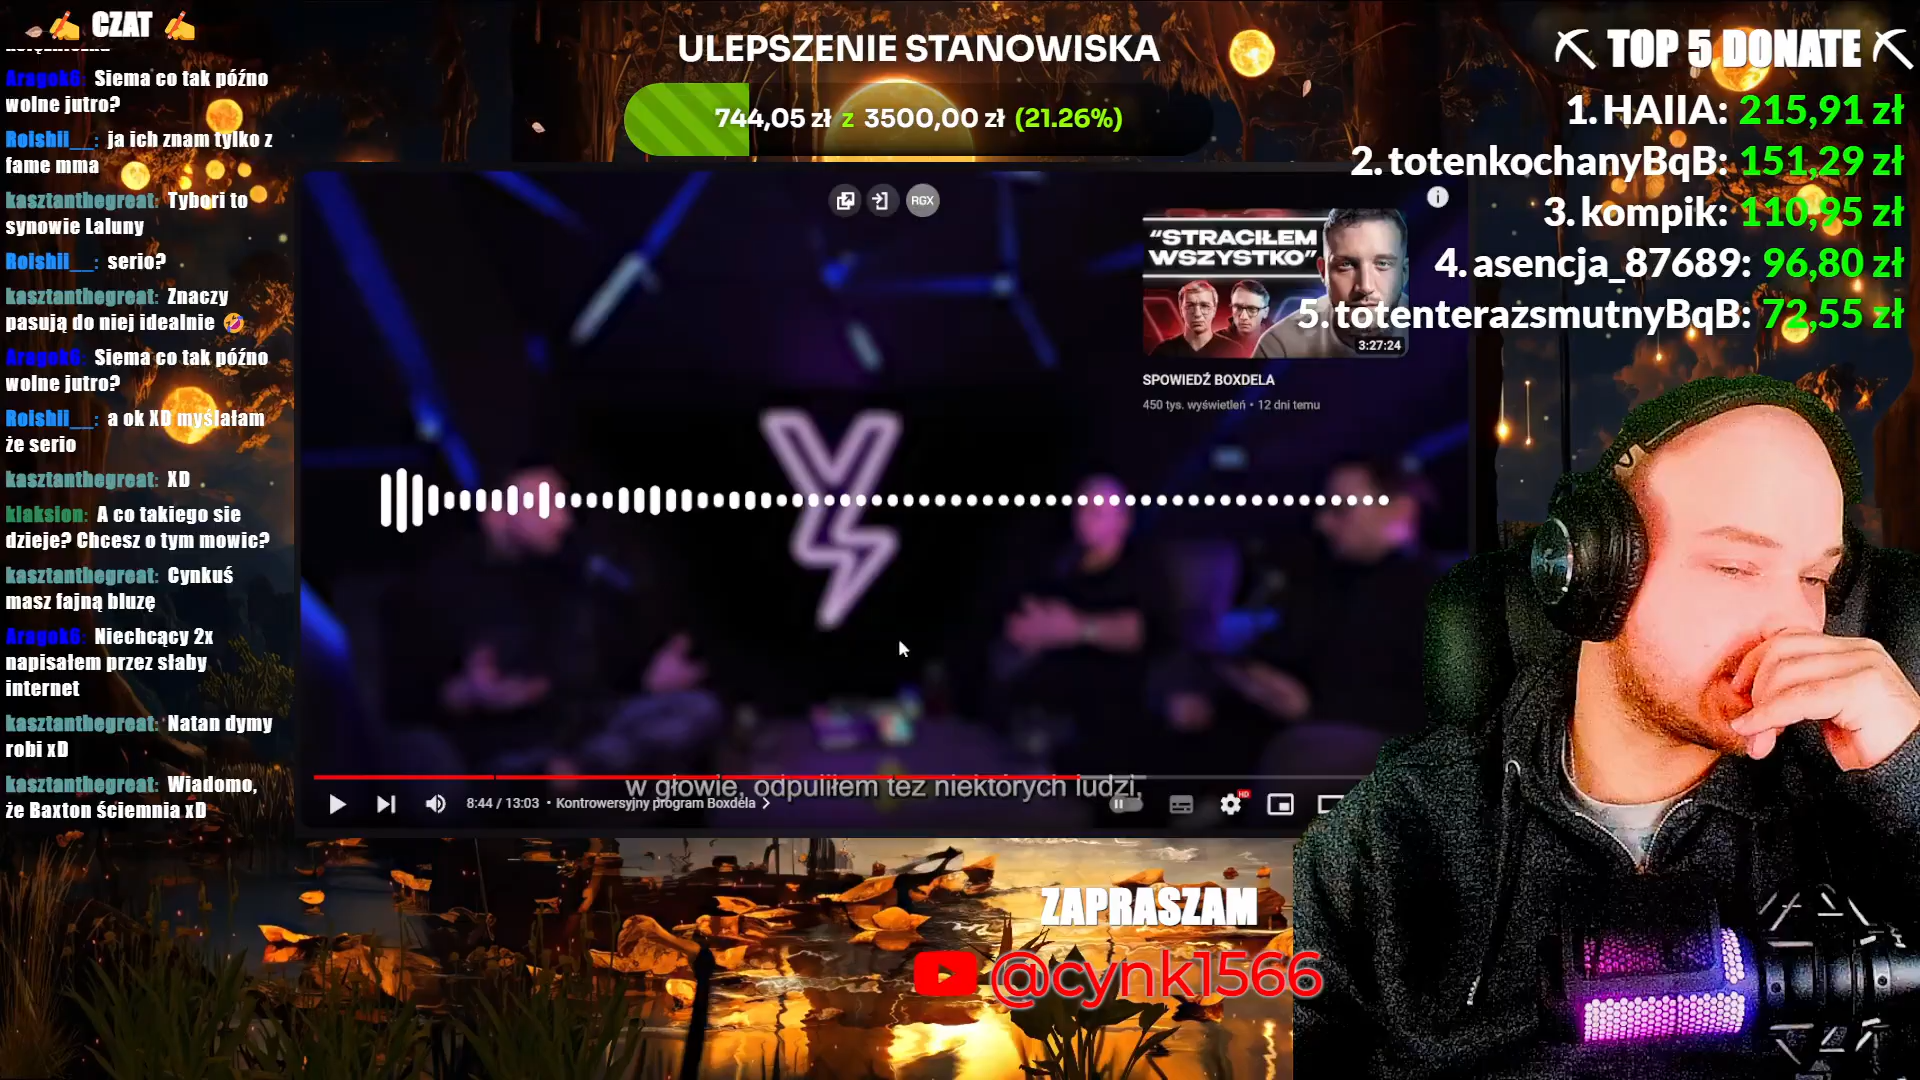 ✍ CZAT ✍
Aragok6: Siema co tak późno
wolne jutro?
Roishii__: ja ich znam tylko z
fame mma
kasztanthegreat: Tybori to
synowie Laluny
Roishii__: serio?
kasztanthegreat: Znaczy
pasują do niej idealnie 🤣
Aragok6: Siema co tak późno
wolne jutro?
Roishii__: a ok XD myślałam
że serio
kasztanthegreat: XD
klaksion: A co takiego sie
dzieje? Chcesz o tym mowic?
kasztanthegreat: Cynkuś
masz fajną bluzę
Aragok6: Niechcący 2x
napisałem przez słaby
internet
kasztanthegreat: Natan dymy
robi xD
kasztanthegreat: Wiadomo,
że Baxton ściemnia xD
ULEPSZENIE STANOWISKA
744,05 zł z 3500,00 zł (21.26%)
RGX
"STRACIŁEM
WSZYSTKO"
3:27:24
SPOWIEDŹ BOXDELA
450 tys. wyświetleń • 12 dni temu
w głowie, odpuiłem tez niektórych ludzi,
8:44 / 13:03 • Kontrowersyjny program Boxdela >
HD
TOP 5 DONATE
1. HAIIA: 215,91 zł
2. totenkochanyBqB: 151,29 zł
3. kompik: 110,95 zł
4. asencja_87689: 96,80 zł
5. totenterazsmutnyBqB: 72,55 zł
ZAPRASZAM
@cynk1566